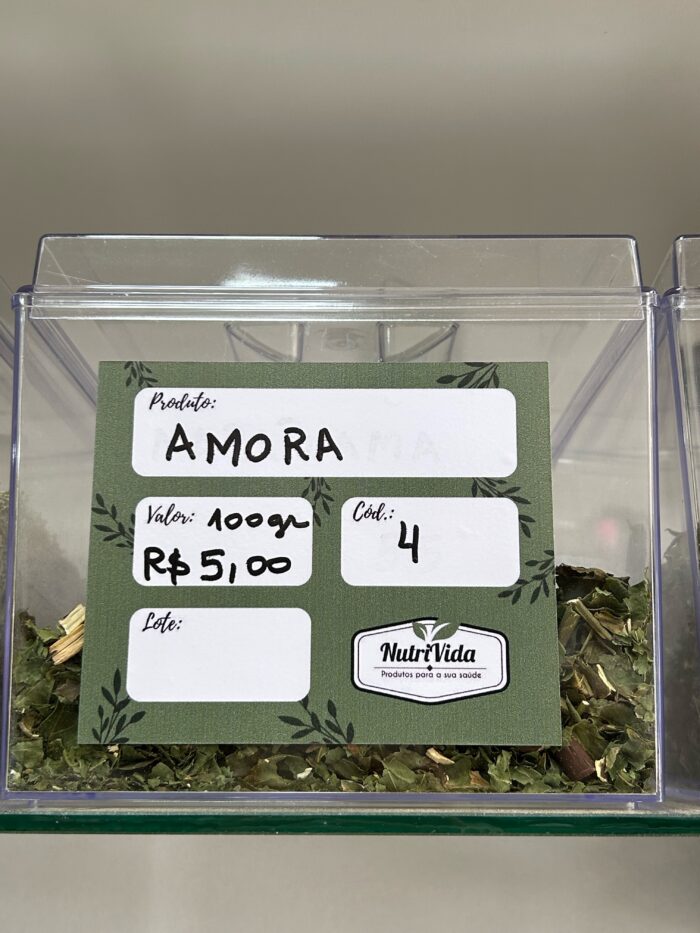 Produto:
AMORA
Valor: 100gr
R$ 5,00
Cód.:
4
Lote:
NutriVida
Produtos para a sua saúde